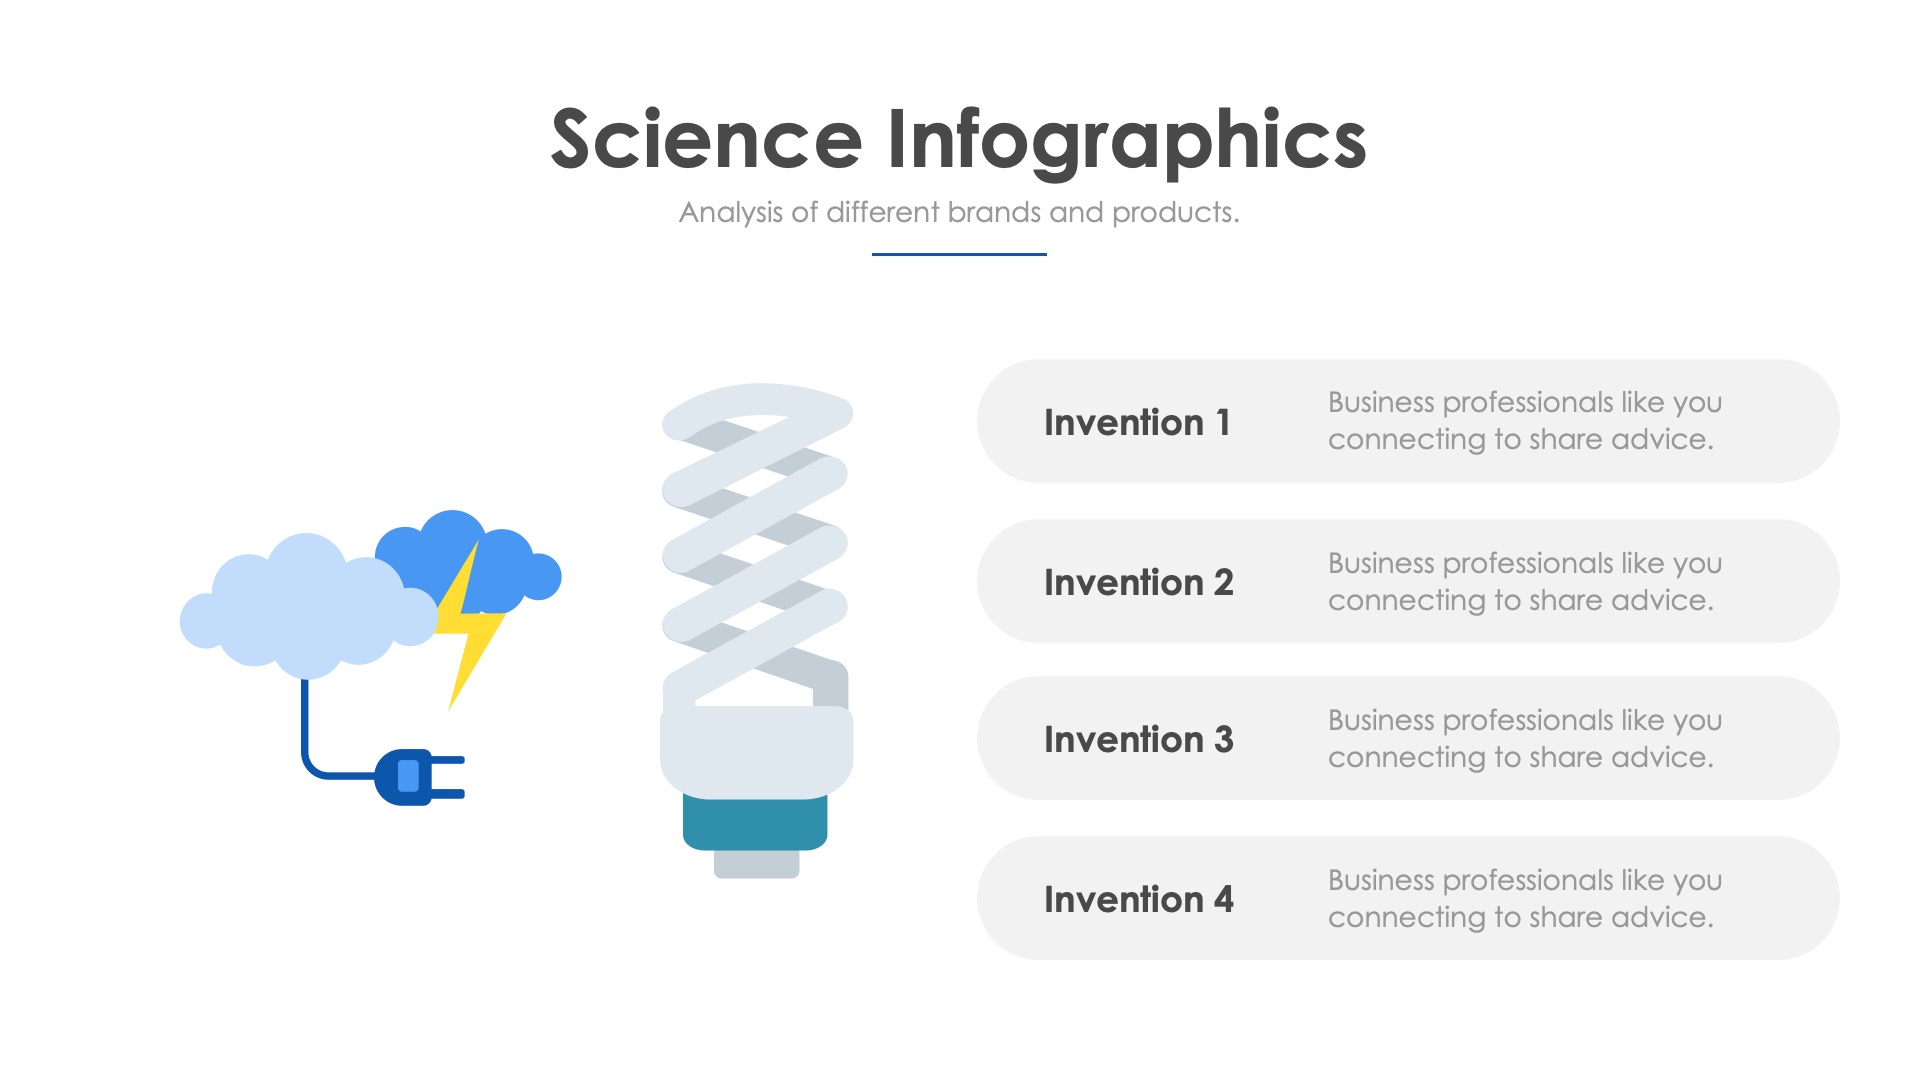 Science Infographics
Analysis of different brands and products.
Invention 1
Business professionals like you
connecting to share advice.
Invention 2
Business professionals like you
connecting to share advice.
Invention 3
Business professionals like you
connecting to share advice.
Invention 4
Business professionals like you
connecting to share advice.